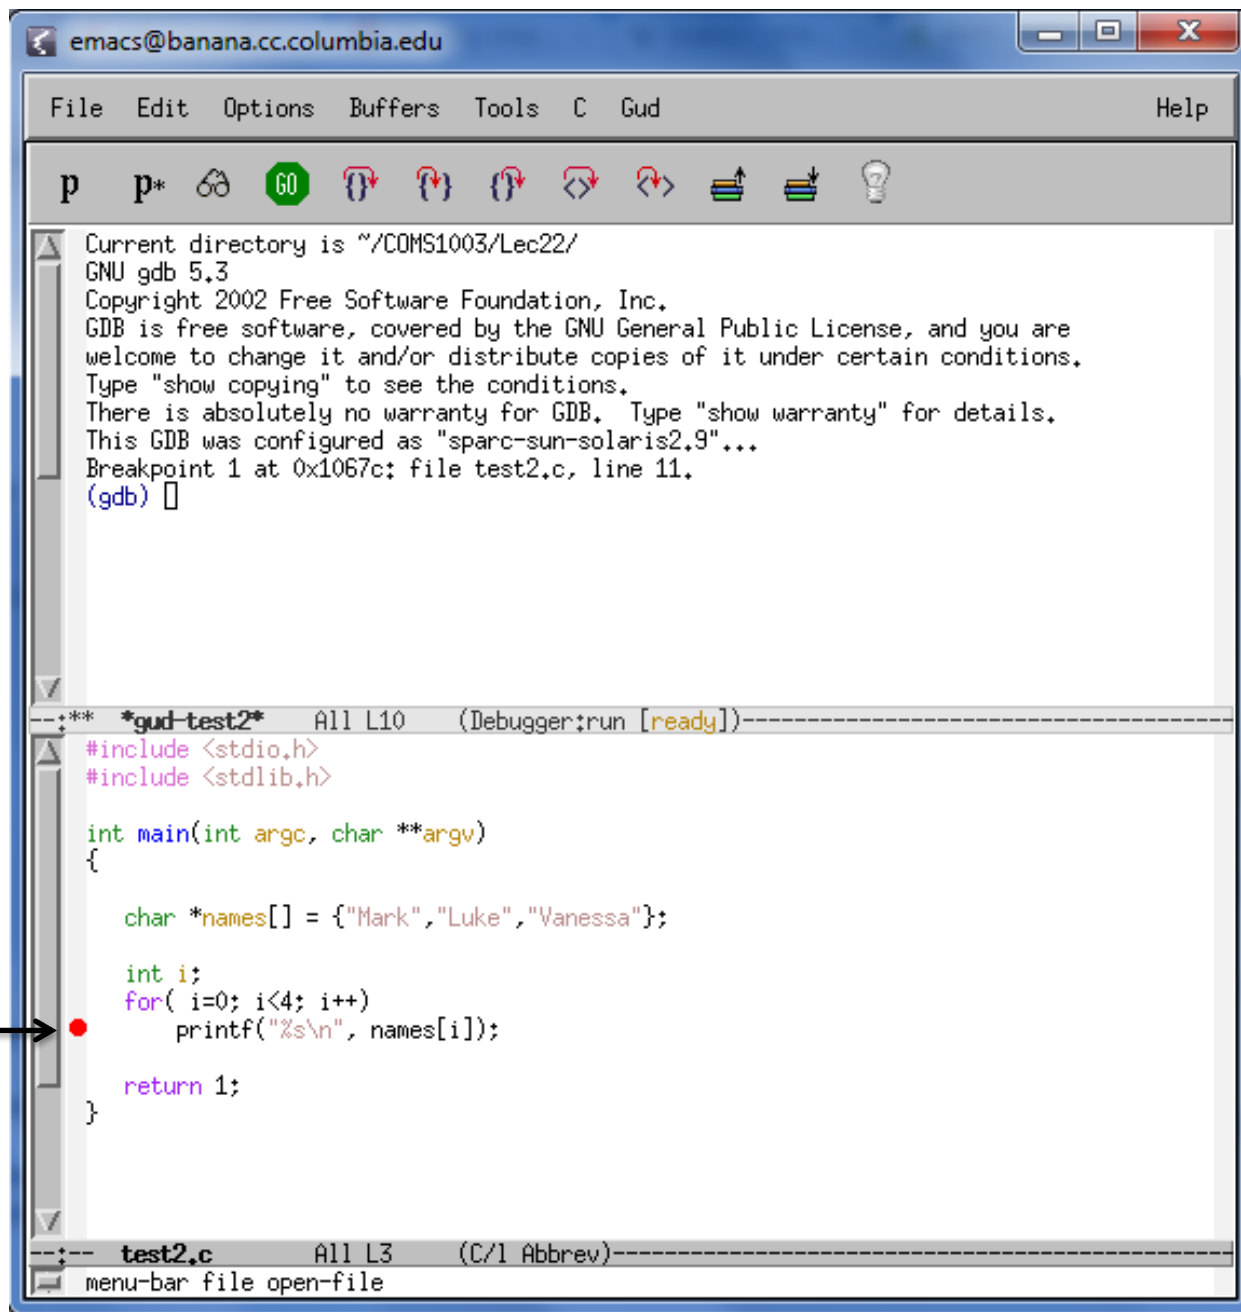 emacs@banana.cc.columbia.edu
File Edit Options Buffers Tools C Gud Help
p p* GO {} {} {} <> <>
Current directory is ~/COMS1003/Lec22/
GNU gdb 5.3
Copyright 2002 Free Software Foundation, Inc.
GDB is free software, covered by the GNU General Public License, and you are
welcome to change it and/or distribute copies of it under certain conditions.
Type "show copying" to see the conditions.
There is absolutely no warranty for GDB.  Type "show warranty" for details.
This GDB was configured as "sparc-sun-solaris2.9"...
Breakpoint 1 at 0x1067c: file test2.c, line 11.
(gdb)
--:**  *gud-test2*    All L10    (Debugger:run [ready])--------------------------------------
#include <stdio.h>
#include <stdlib.h>
int main(int argc, char **argv)
{
char *names[] = {"Mark","Luke","Vanessa"};
int i;
for( i=0; i<4; i++)
printf("%s\n", names[i]);
return 1;
}
--:--  test2.c        All L3     (C/l Abbrev)------------------------------------------------
menu-bar file open-file